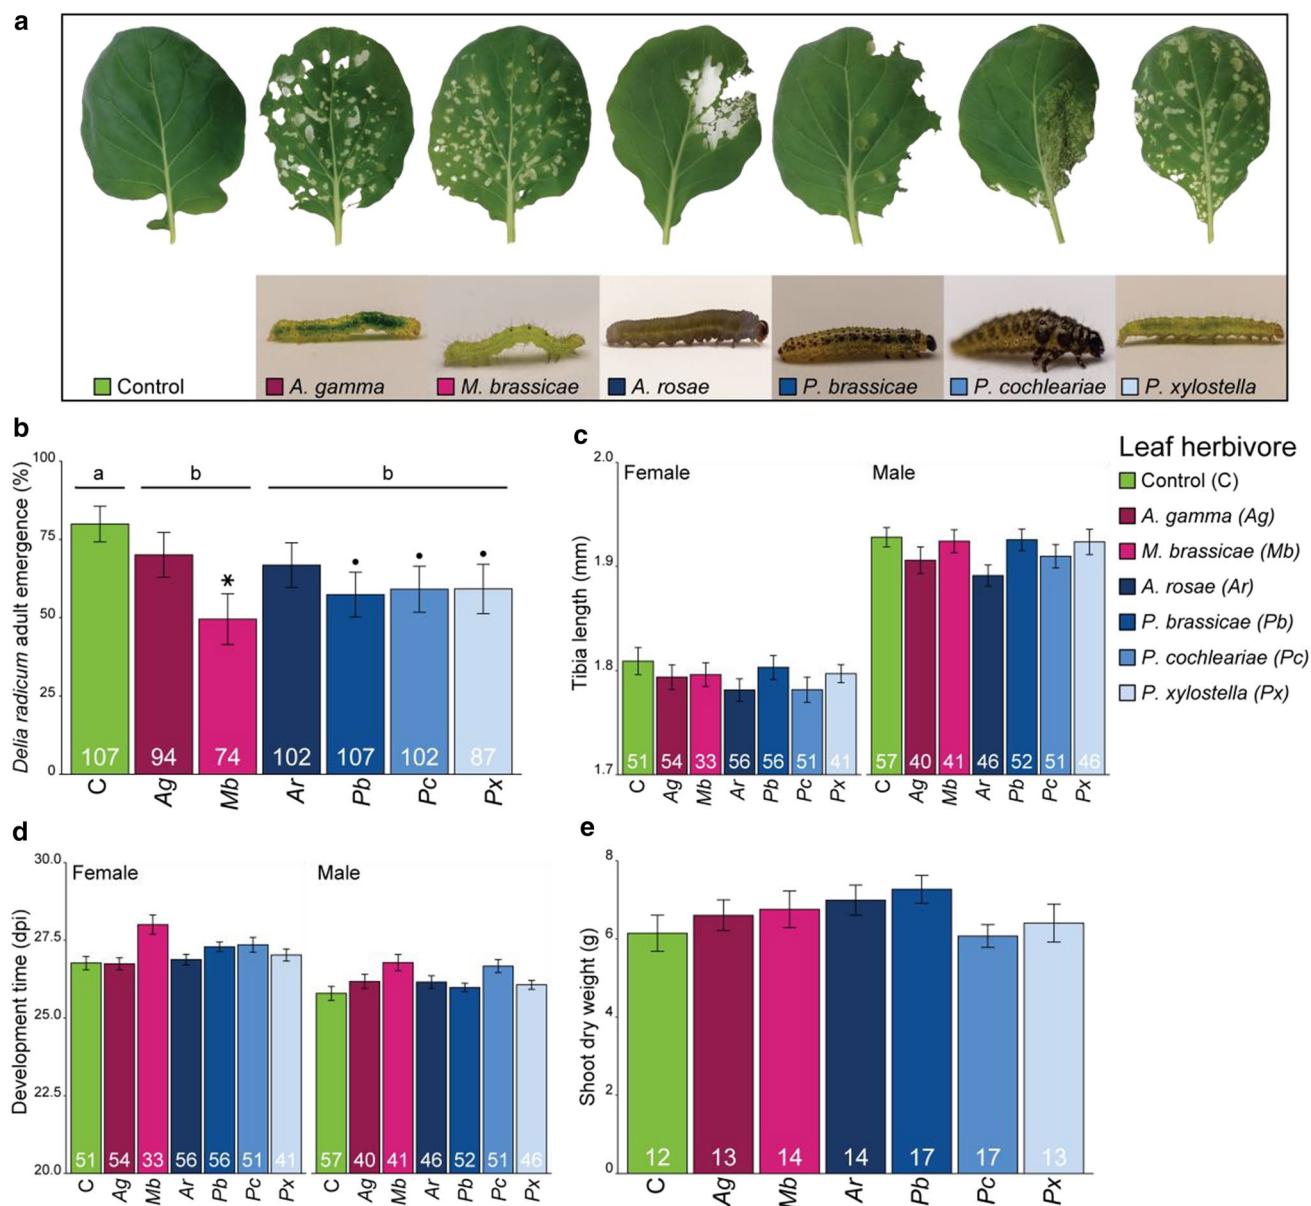 a
Control
A. gamma
M. brassicae
A. rosae
P. brassicae
P. cochleariae
P. xylostella
b
Delia radicum adult emergence (%)
100
75
50
25
0
a
b
b
*
•
•
•
107
94
74
102
107
102
87
C
Ag
Mb
Ar
Pb
Pc
Px
c
Tibia length (mm)
2.0
1.9
1.8
1.7
Female
Male
51
54
33
56
56
51
41
57
40
41
46
52
51
46
C
Ag
Mb
Ar
Pb
Pc
Px
C
Ag
Mb
Ar
Pb
Pc
Px
Leaf herbivore
Control (C)
A. gamma (Ag)
M. brassicae (Mb)
A. rosae (Ar)
P. brassicae (Pb)
P. cochleariae (Pc)
P. xylostella (Px)
d
Development time (dpi)
30.0
27.5
25.0
22.5
20.0
Female
Male
51
54
33
56
56
51
41
57
40
41
46
52
51
46
C
Ag
Mb
Ar
Pb
Pc
Px
C
Ag
Mb
Ar
Pb
Pc
Px
e
Shoot dry weight (g)
8
6
4
2
0
12
13
14
14
17
17
13
C
Ag
Mb
Ar
Pb
Pc
Px